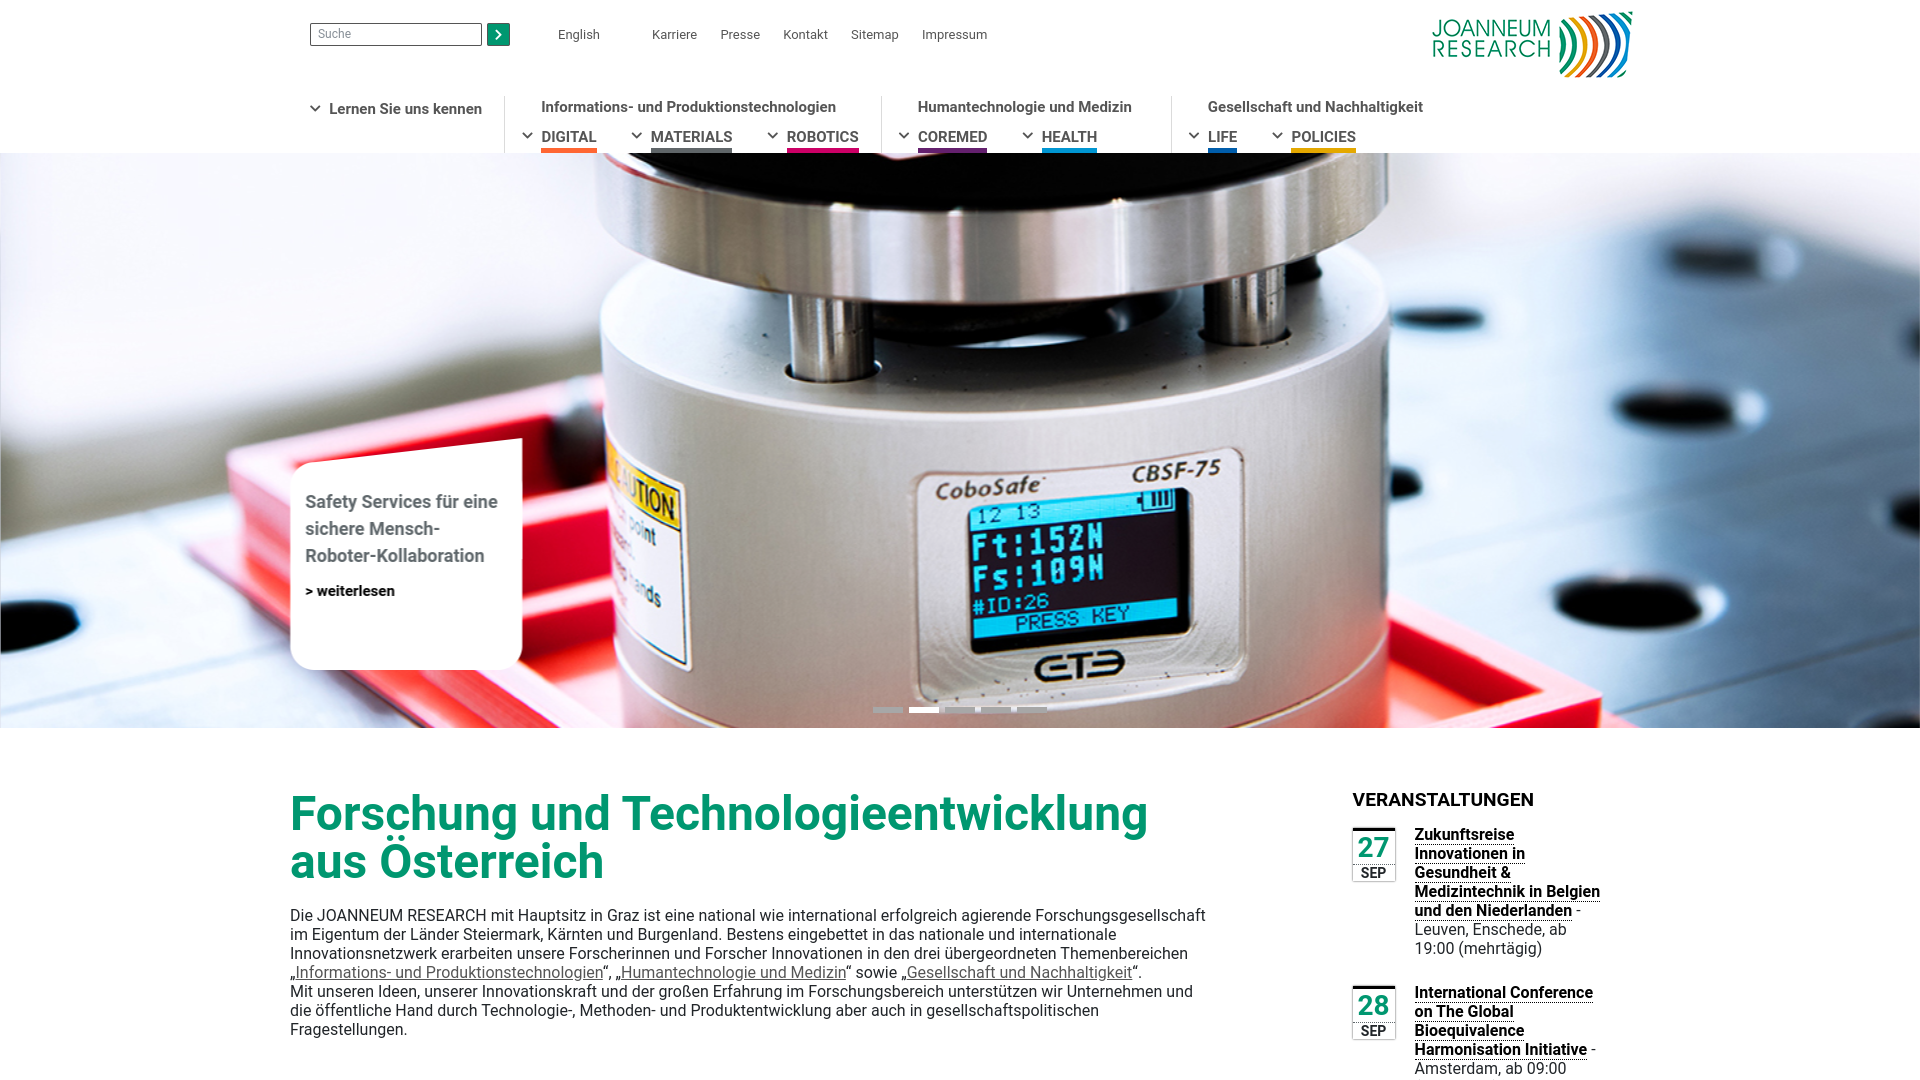 Suche
English
Karriere
Presse
Kontakt
Sitemap
Impressum
JOANNEUM
RESEARCH
Lernen Sie uns kennen
Informations- und Produktionstechnologien
DIGITAL
MATERIALS
ROBOTICS
Humantechnologie und Medizin
COREMED
HEALTH
Gesellschaft und Nachhaltigkeit
LIFE
POLICIES
CAUTION
point
hands
CoboSafe
CBSF-75
12 13
Ft:152N
Fs:109N
#ID:26
PRESS KEY
Safety Services für eine
sichere Mensch-
Roboter-Kollaboration
> weiterlesen
Forschung und Technologieentwicklung
aus Österreich
Die JOANNEUM RESEARCH mit Hauptsitz in Graz ist eine national wie international erfolgreich agierende Forschungsgesellschaft
im Eigentum der Länder Steiermark, Kärnten und Burgenland. Bestens eingebettet in das nationale und internationale
Innovationsnetzwerk erarbeiten unsere Forscherinnen und Forscher Innovationen in den drei übergeordneten Themenbereichen
„Informations- und Produktionstechnologien“, „Humantechnologie und Medizin“ sowie „Gesellschaft und Nachhaltigkeit“.
Mit unseren Ideen, unserer Innovationskraft und der großen Erfahrung im Forschungsbereich unterstützen wir Unternehmen und
die öffentliche Hand durch Technologie-, Methoden- und Produktentwicklung aber auch in gesellschaftspolitischen
Fragestellungen.
VERANSTALTUNGEN
27
SEP
Zukunftsreise
Innovationen in
Gesundheit &
Medizintechnik in Belgien
und den Niederlanden -
Leuven, Enschede, ab
19:00 (mehrtägig)
28
SEP
International Conference
on The Global
Bioequivalence
Harmonisation Initiative -
Amsterdam, ab 09:00